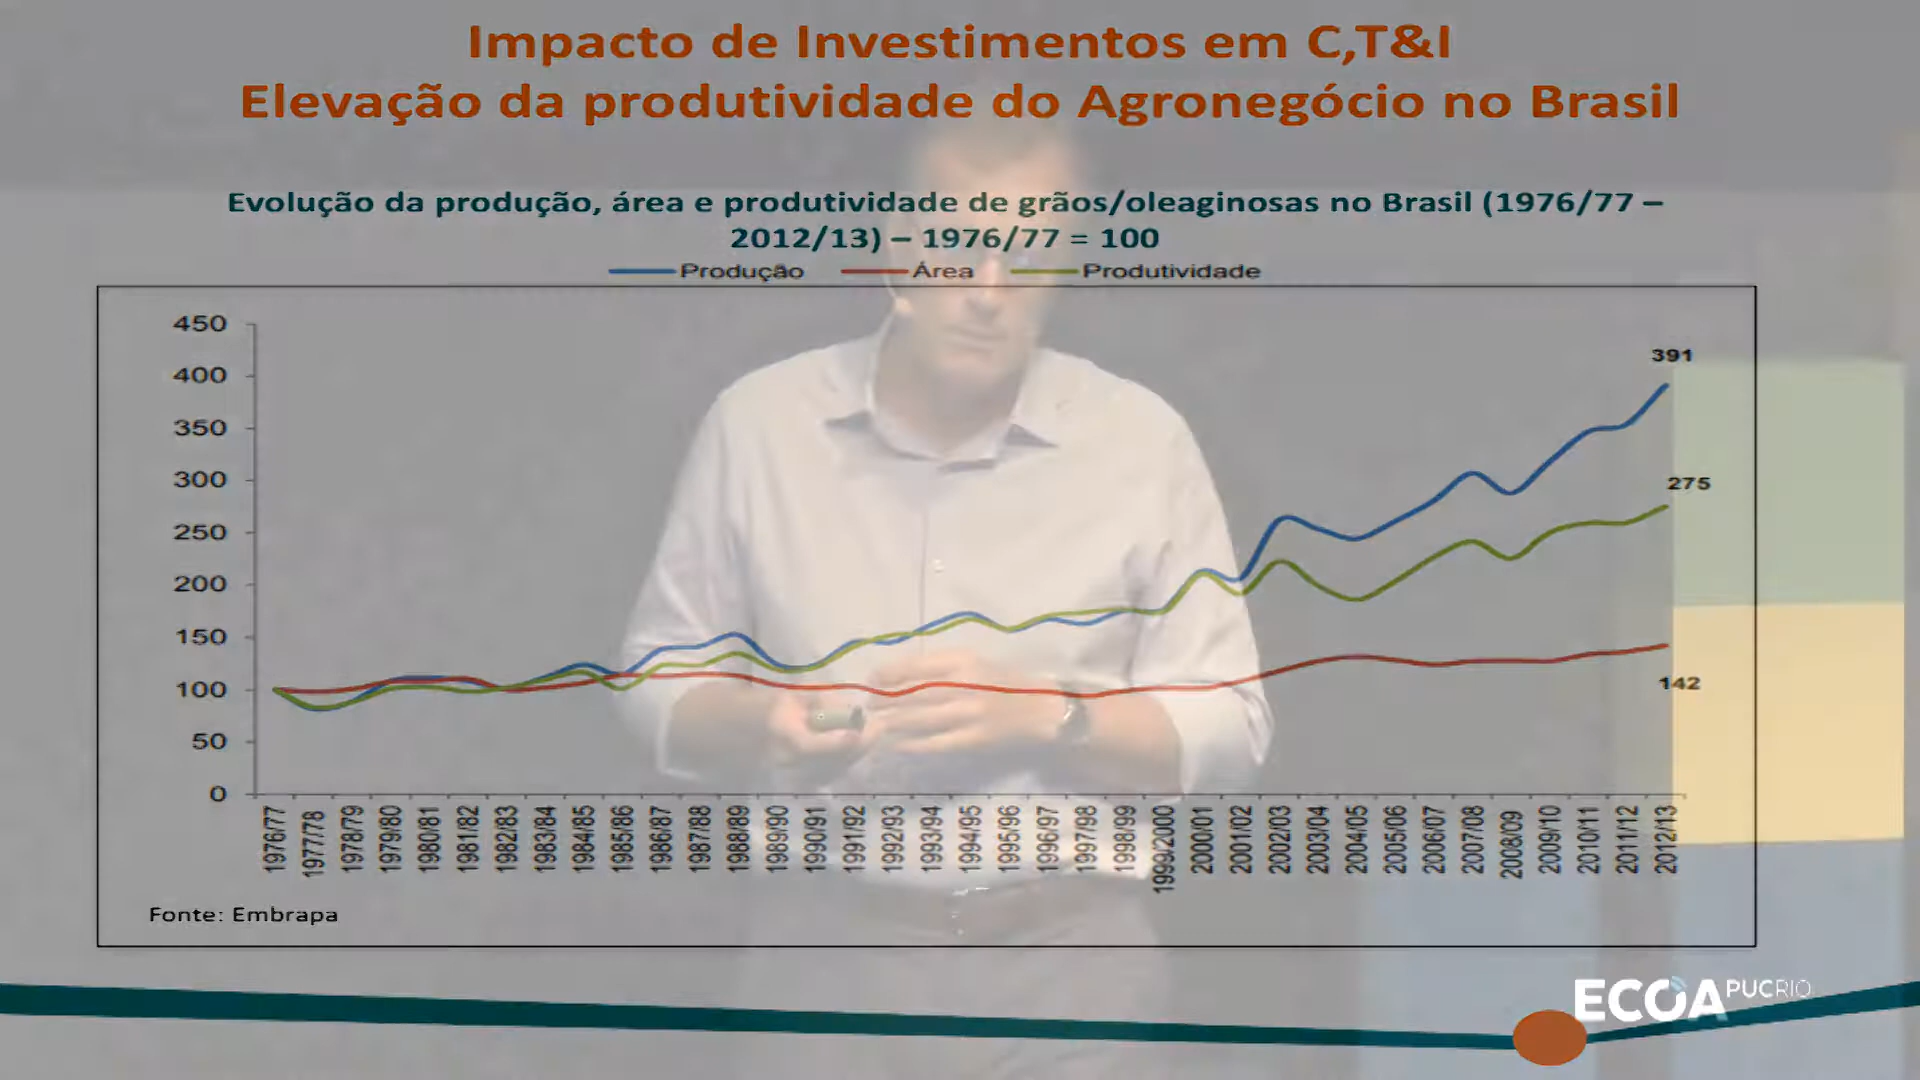 Impacto de Investimentos em C,T&I
Elevação da produtividade do Agronegócio no Brasil
Evolução da produção, área e produtividade de grãos/oleaginosas no Brasil (1976/77 –
2012/13) – 1976/77 = 100
Produção Área Produtividade
450
400
350
300
250
200
150
100
50
0
391
275
142
1976/77 1977/78 1978/79 1979/80 1980/81 1981/82 1982/83 1983/84 1984/85 1985/86 1986/87 1987/88 1988/89 1989/90 1990/91 1991/92 1992/93 1993/94 1994/95 1995/96 1996/97 1997/98 1998/99 1999/2000 2000/01 2001/02 2002/03 2003/04 2004/05 2005/06 2006/07 2007/08 2008/09 2009/10 2010/11 2011/12 2012/13
Fonte: Embrapa
ECOA PUCRIO